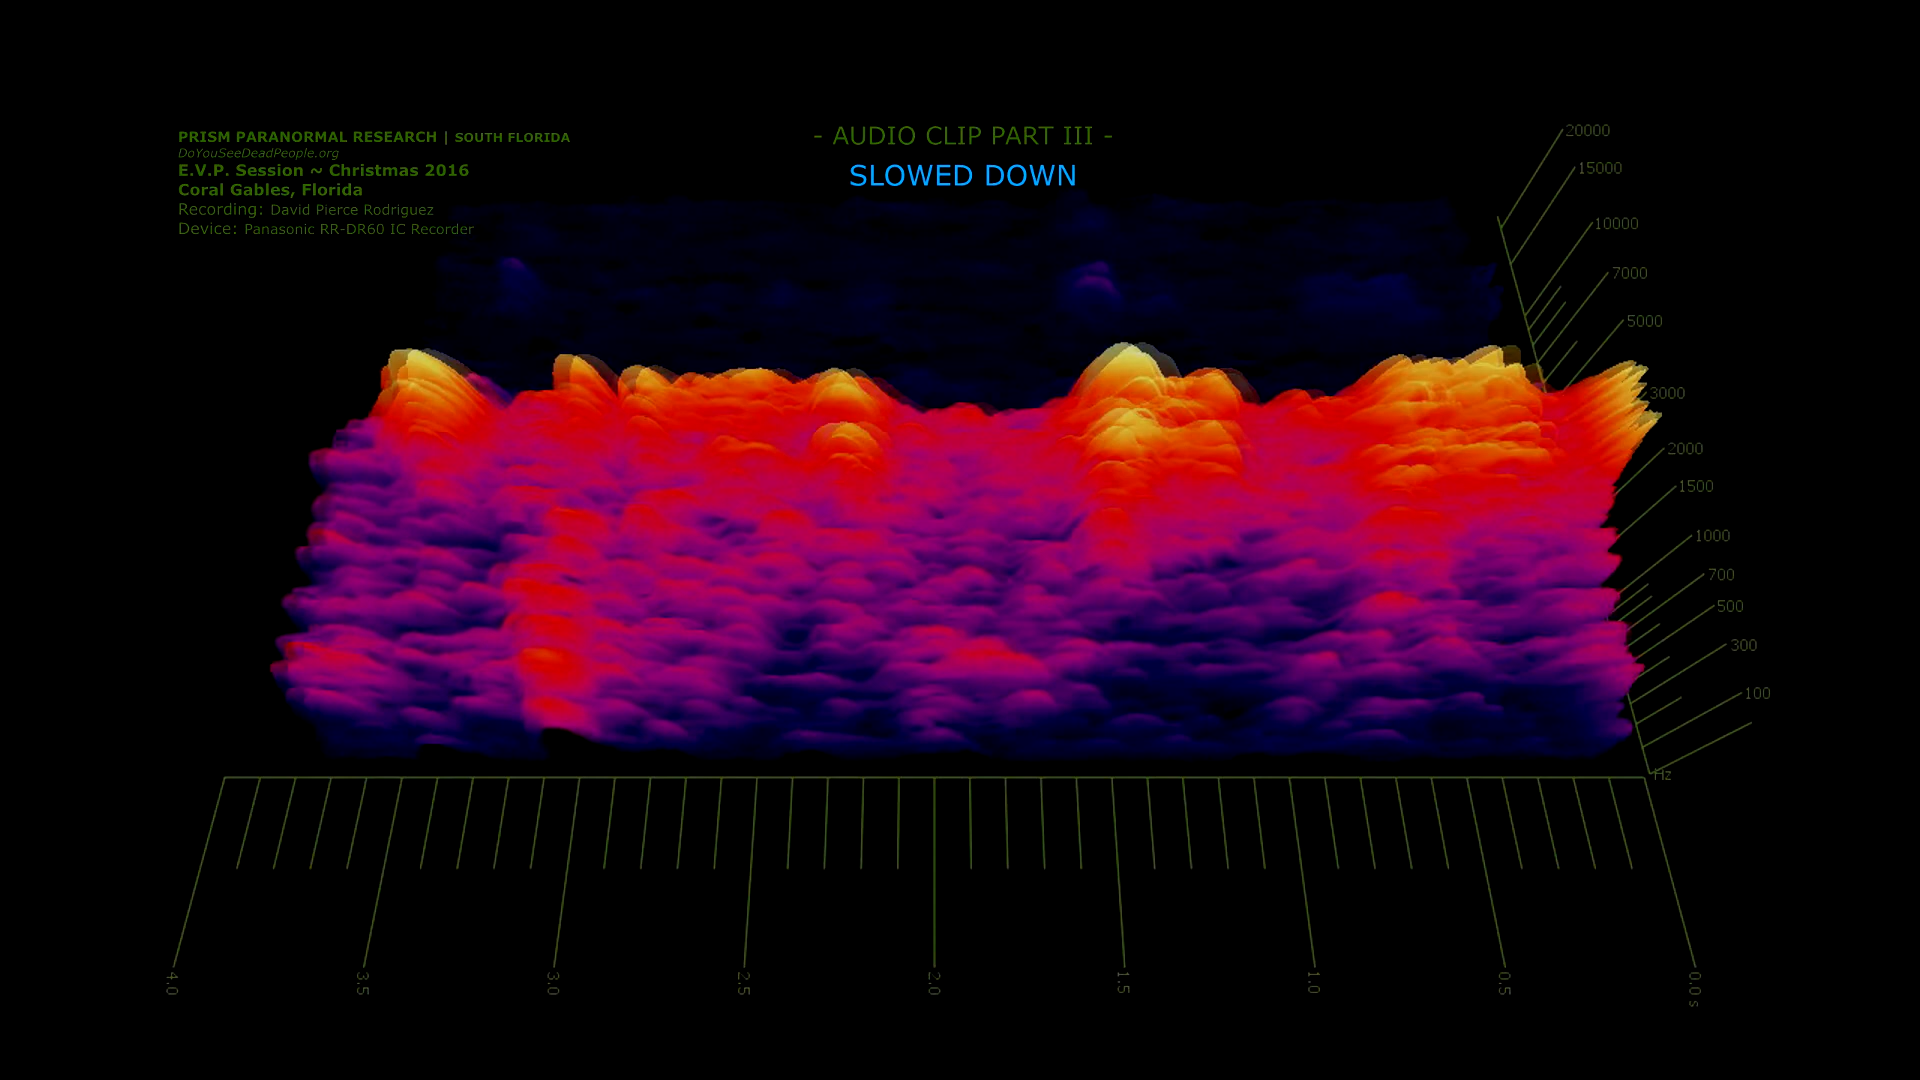 PRISM PARANORMAL RESEARCH | SOUTH FLORIDA
DoYouSeeDeadPeople.org
E.V.P. Session ~ Christmas 2016
Coral Gables, Florida
Recording: David Pierce Rodriguez
Device: Panasonic RR-DR60 IC Recorder
- AUDIO CLIP PART III -
SLOWED DOWN
20000
15000
10000
7000
5000
3000
2000
1500
1000
700
500
300
100
Hz
4.0
3.5
3.0
2.5
2.0
1.5
1.0
0.5
0.0 s